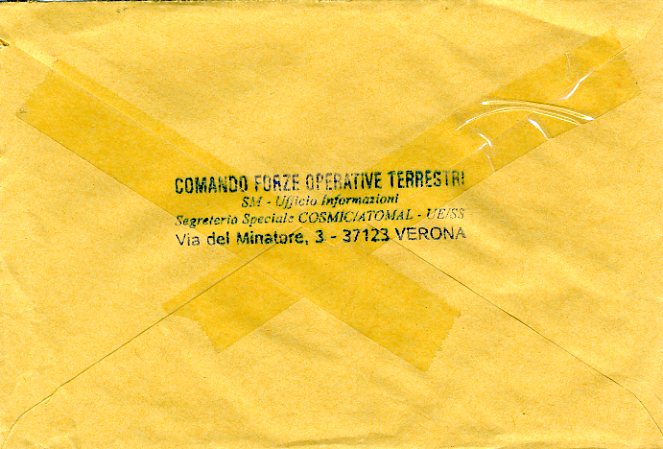 COMANDO FORZE OPERATIVE TERRESTRI
SM - Ufficio Informazioni
Segreteria Speciale COSMIC/ATOMAL - UE/SS
Via del Minatore, 3 - 37123 VERONA